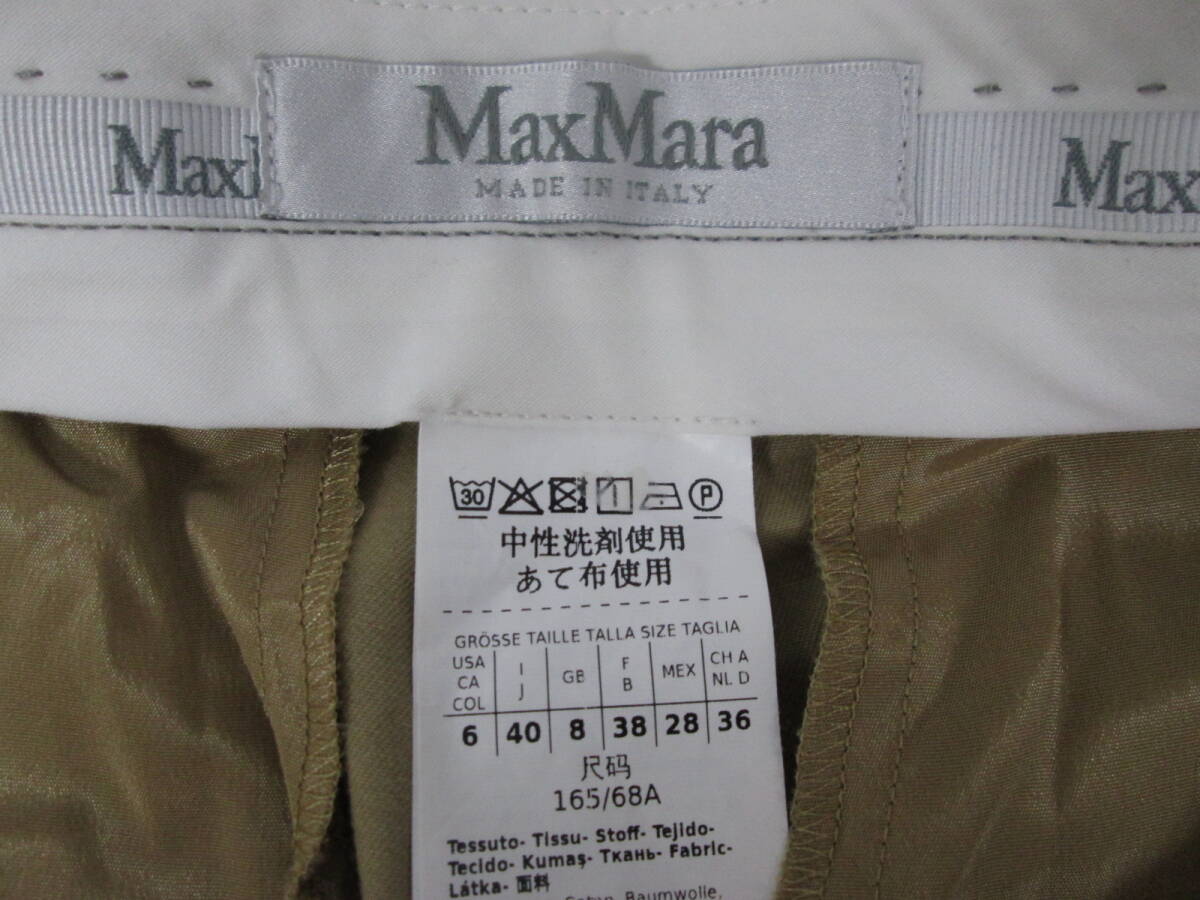 MaxMara
MADE IN ITALY
Max
Max
30 P
中性洗剤使用
あて布使用
GRÖSSE TAILLE TALLA SIZE TAGLIA
USA CA COL I J GB F B MEX CH A NL D
6 40 8 38 28 36
尺码
165/68A
Tessuto- Tissu- Stoff- Tejido-
Tecido- Kumaş- Ткань- Fabric-
Látka- 面料
Baumwolle,